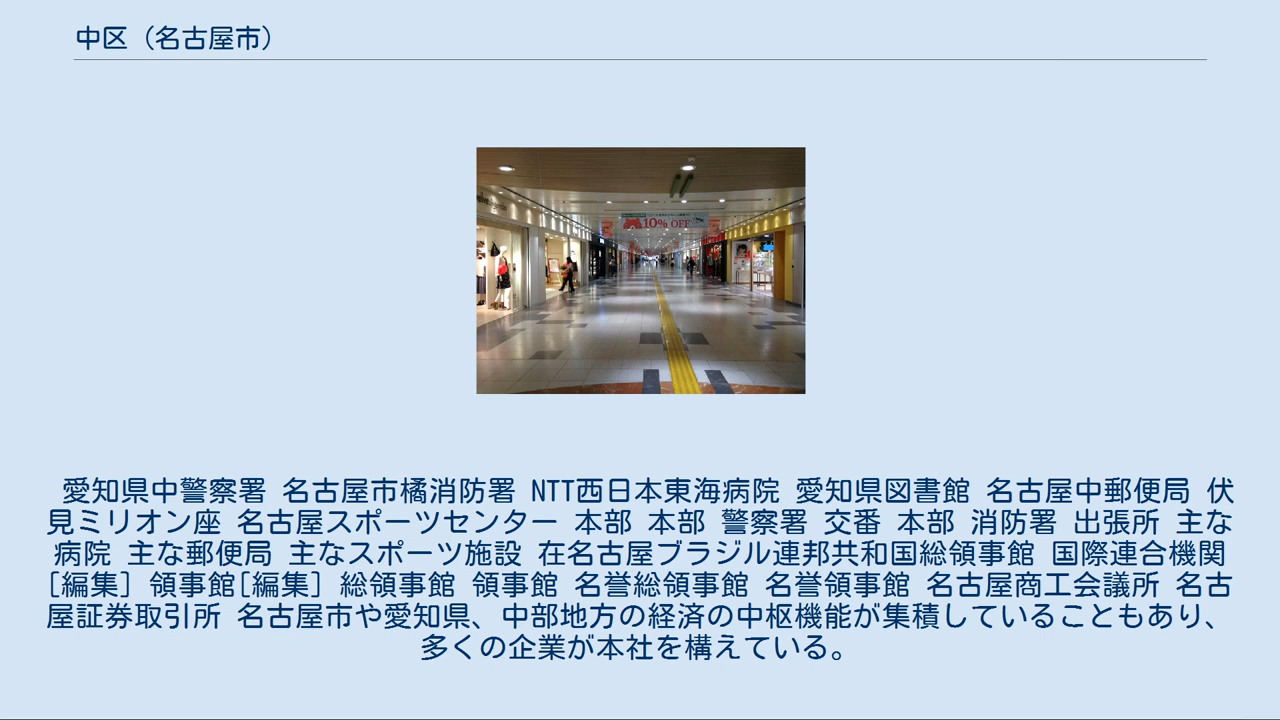 中区（名古屋市）
10% OFF
愛知県中警察署 名古屋市橘消防署 NTT西日本東海病院 愛知県図書館 名古屋中郵便局 伏
見ミリオン座 名古屋スポーツセンター 本部 本部 警察署 交番 本部 消防署 出張所 主な
病院 主な郵便局 主なスポーツ施設 在名古屋ブラジル連邦共和国総領事館 国際連合機関
[編集] 領事館[編集] 総領事館 領事館 名誉総領事館 名誉領事館 名古屋商工会議所 名古
屋証券取引所 名古屋市や愛知県、中部地方の経済の中枢機能が集積していることもあり、
多くの企業が本社を構えている。